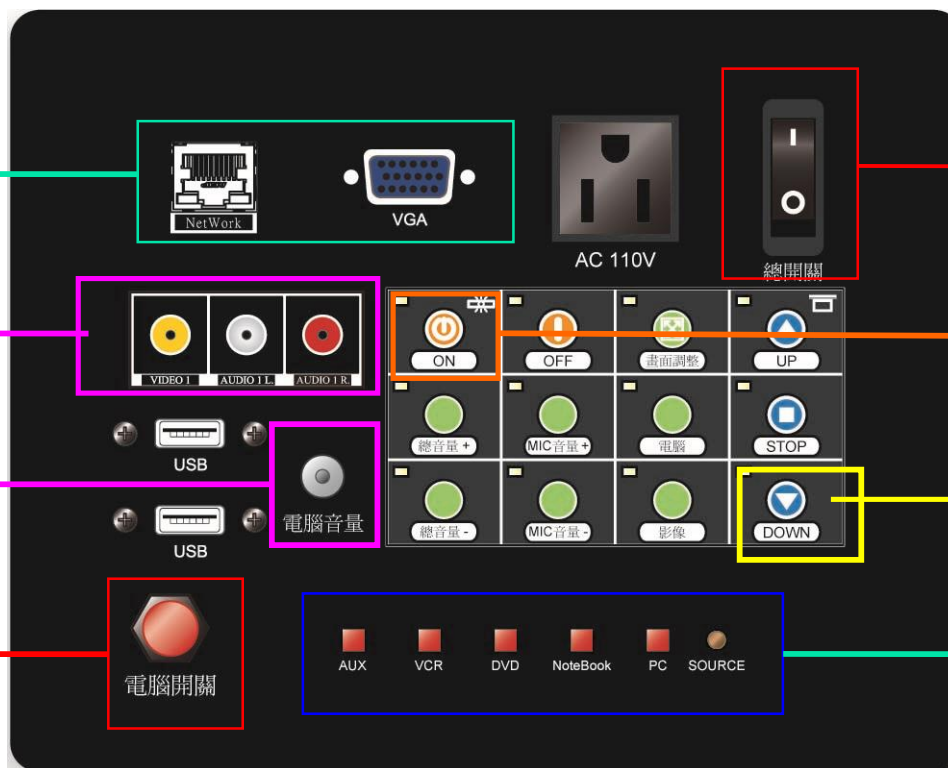 NetWork
VGA
AC 110V
總開關
VIDEO 1
AUDIO 1 L.
AUDIO 1 R.
ON
OFF
畫面調整
UP
USB
總音量 +
MIC音量 +
電腦
STOP
電腦音量
USB
總音量 -
MIC音量 -
影像
DOWN
電腦開關
AUX
VCR
DVD
NoteBook
PC
SOURCE